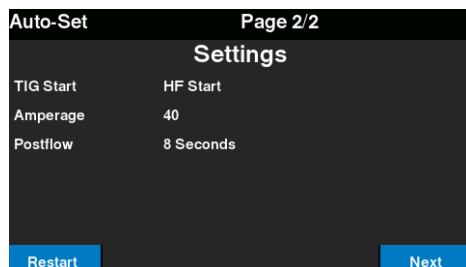 Auto-Set Page 2/2
Settings
TIG Start HF Start
Amperage 40
Postflow 8 Seconds
Restart Next